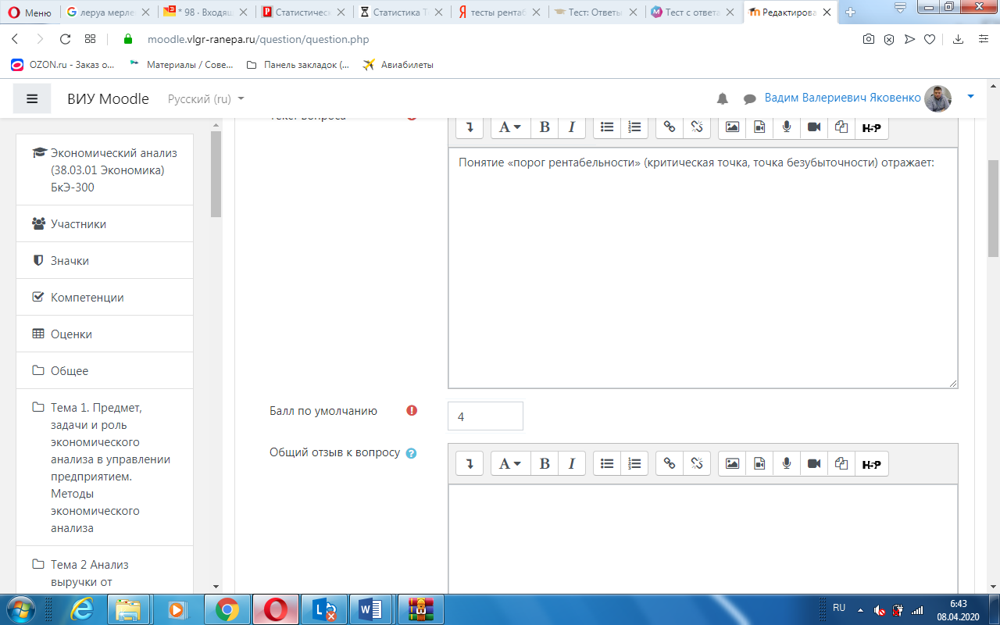 Меню
леруа мерле
* 98 · Входящ
Статистическ
Статистика Т
тесты рентаб
Тест: Ответы
Тест с ответа
Редактирова
moodle.vlgr-ranepa.ru/question/question.php
OZON.ru - Заказ о...
Материалы / Сове...
Панель закладок (...
Авиабилеты
ВИУ Moodle
Русский (ru)
Вадим Валериевич Яковенко
Экономический анализ
(38.03.01 Экономика)
БкЭ-300
Участники
Значки
Компетенции
Оценки
Общее
Тема 1. Предмет,
задачи и роль
экономического
анализа в управлении
предприятием.
Методы
экономического
анализа
Тема 2 Анализ
выручки от
Текст вопроса
A
B
I
H5P
Понятие «порог рентабельности» (критическая точка, точка безубыточности) отражает:
Балл по умолчанию
4
Общий отзыв к вопросу
A
B
I
H5P
RU
6:43
08.04.2020